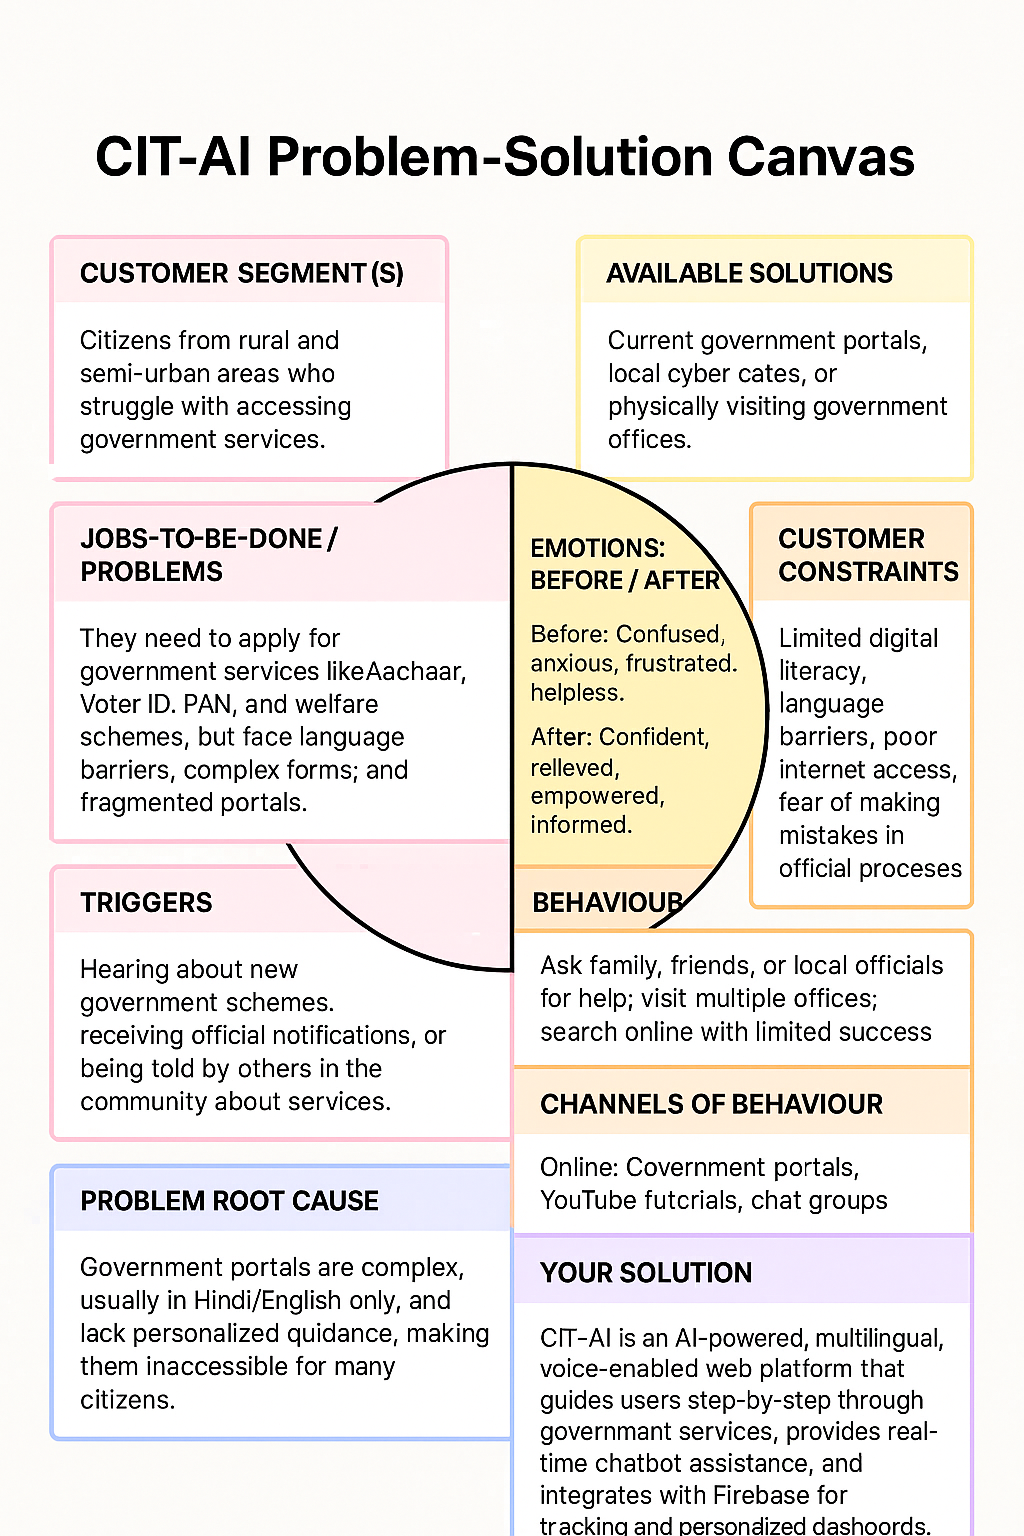 CIT-AI Problem-Solution Canvas
CUSTOMER SEGMENT (S)
Citizens from rural and
semi-urban areas who
struggle with accessing
government services.
AVAILABLE SOLUTIONS
Current government portals,
local cyber cates, or
physically visiting government
offices.
JOBS-TO-BE-DONE /
PROBLEMS
They need to apply for
government services likeAachaar,
Voter ID. PAN, and welfare
schemes, but face language
barriers, complex forms; and
fragmented portals.
EMOTIONS:
BEFORE / AFTER
Before: Confused,
anxious, frustrated.
helpless.
After: Confident,
relleved,
empowered,
informed.
CUSTOMER
CONSTRAINTS
Limited digital
literacy,
language
barriers, poor
internet access,
fear of making
mistakes in
official proceses
TRIGGERS
Hearing about new
government schemes.
receiving official notifications, or
being told by others in the
community about services.
BEHAVIOUB
Ask family, friends, or local officials
for help; visit multiple offices;
search online with limited success
CHANNELS OF BEHAVIOUR
Online: Covernment portals,
YouTube futcrials, chat groups
PROBLEM ROOT CAUSE
Government portals are complex,
usually in Hindi/English only, and
lack personalized quidance, making
them inaccessible for many
citizens.
YOUR SOLUTION
CIT-AI is an AI-powered, multilingual,
voice-enabled web platform that
guides users step-by-step through
governmant services, provides real-
time chatbot assistance, and
integrates with Firebase for
tracking and personalized dashoords.